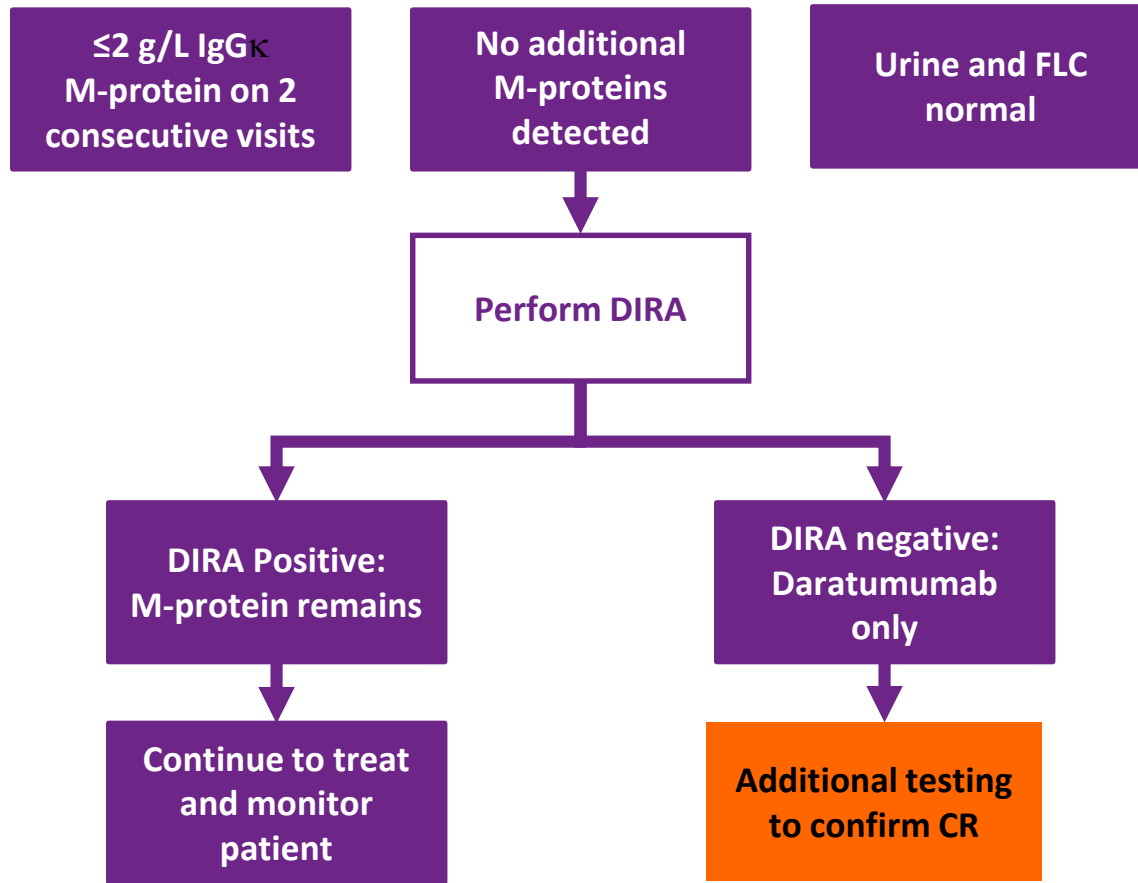 ≤2 g/L IgGκ
M-protein on 2
consecutive visits
No additional
M-proteins
detected
Urine and FLC
normal
Perform DIRA
DIRA Positive:
M-protein remains
DIRA negative:
Daratumumab
only
Continue to treat
and monitor
patient
Additional testing
to confirm CR